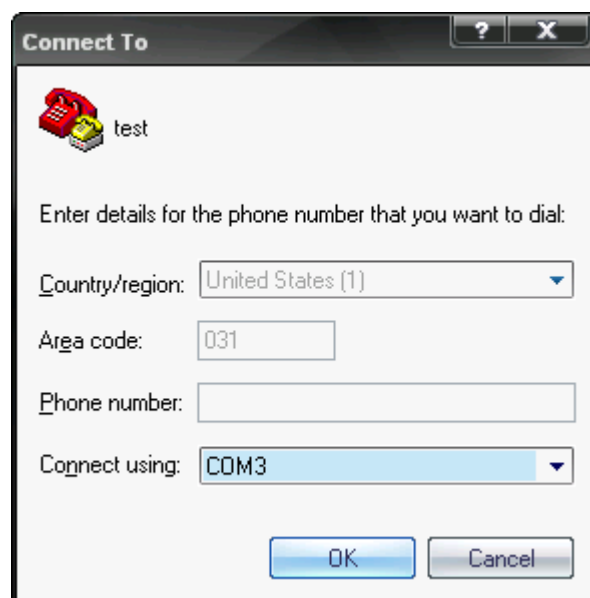 Connect To
?
X
test
Enter details for the phone number that you want to dial:
Country/region: United States (1)
Area code: 031
Phone number:
Connect using: COM3
OK Cancel